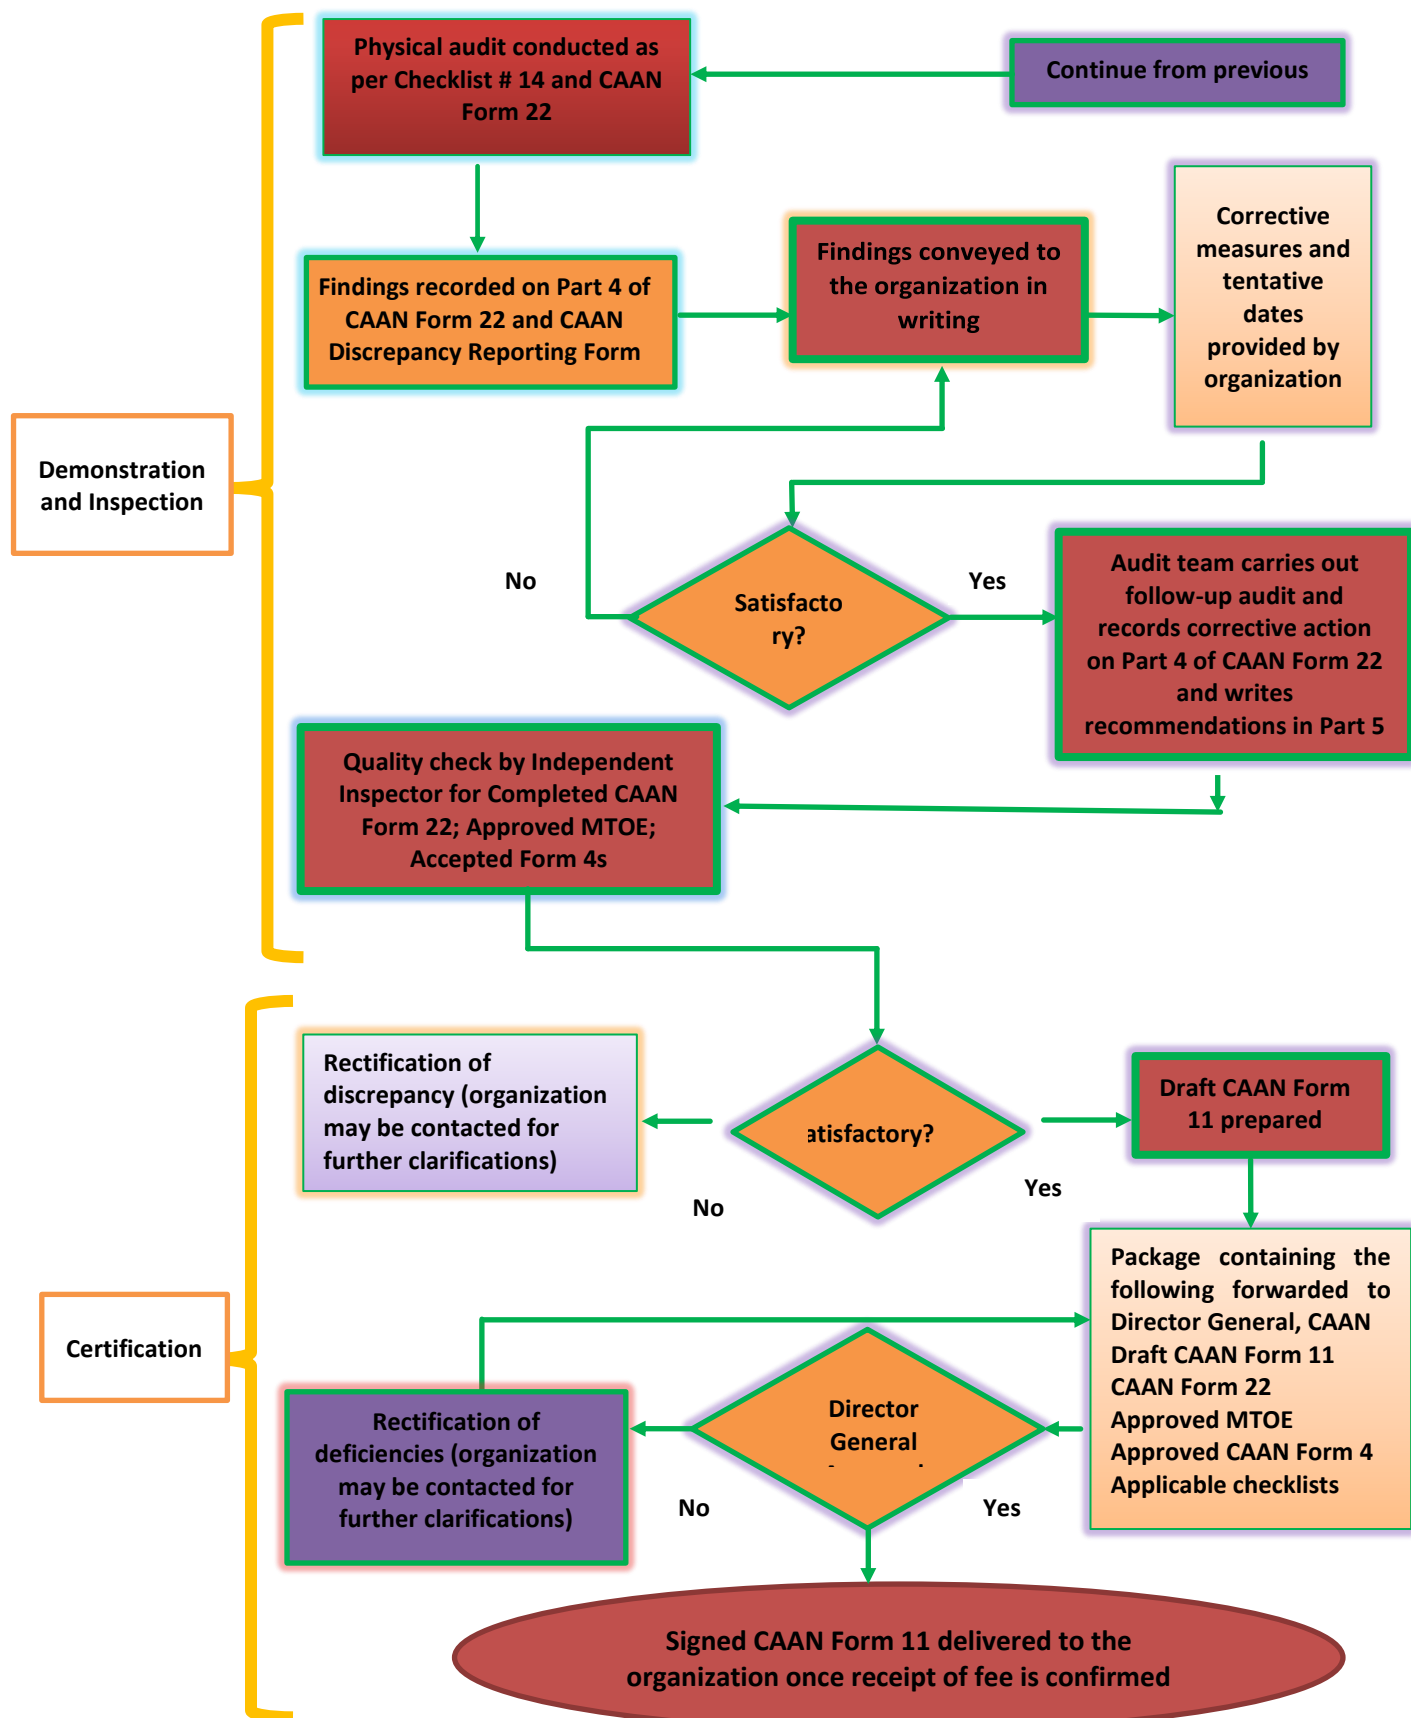 Physical audit conducted as
per Checklist # 14 and CAAN
Form 22
Continue from previous
Findings recorded on Part 4 of
CAAN Form 22 and CAAN
Discrepancy Reporting Form
Findings conveyed to
the organization in
writing
Corrective
measures and
tentative
dates
provided by
organization
Demonstration
and Inspection
No
Satisfacto
ry?
Yes
Audit team carries out
follow-up audit and
records corrective action
on Part 4 of CAAN Form 22
and writes
recommendations in Part 5
Quality check by Independent
Inspector for Completed CAAN
Form 22; Approved MTOE;
Accepted Form 4s
Rectification of
discrepancy (organization
may be contacted for
further clarifications)
No
atisfactory?
Yes
Draft CAAN Form
11 prepared
Certification
Package containing the
following forwarded to
Director General, CAAN
Draft CAAN Form 11
CAAN Form 22
Approved MTOE
Approved CAAN Form 4
Applicable checklists
Director
General
Rectification of
deficiencies (organization
may be contacted for
further clarifications)
No
Yes
Signed CAAN Form 11 delivered to the
organization once receipt of fee is confirmed